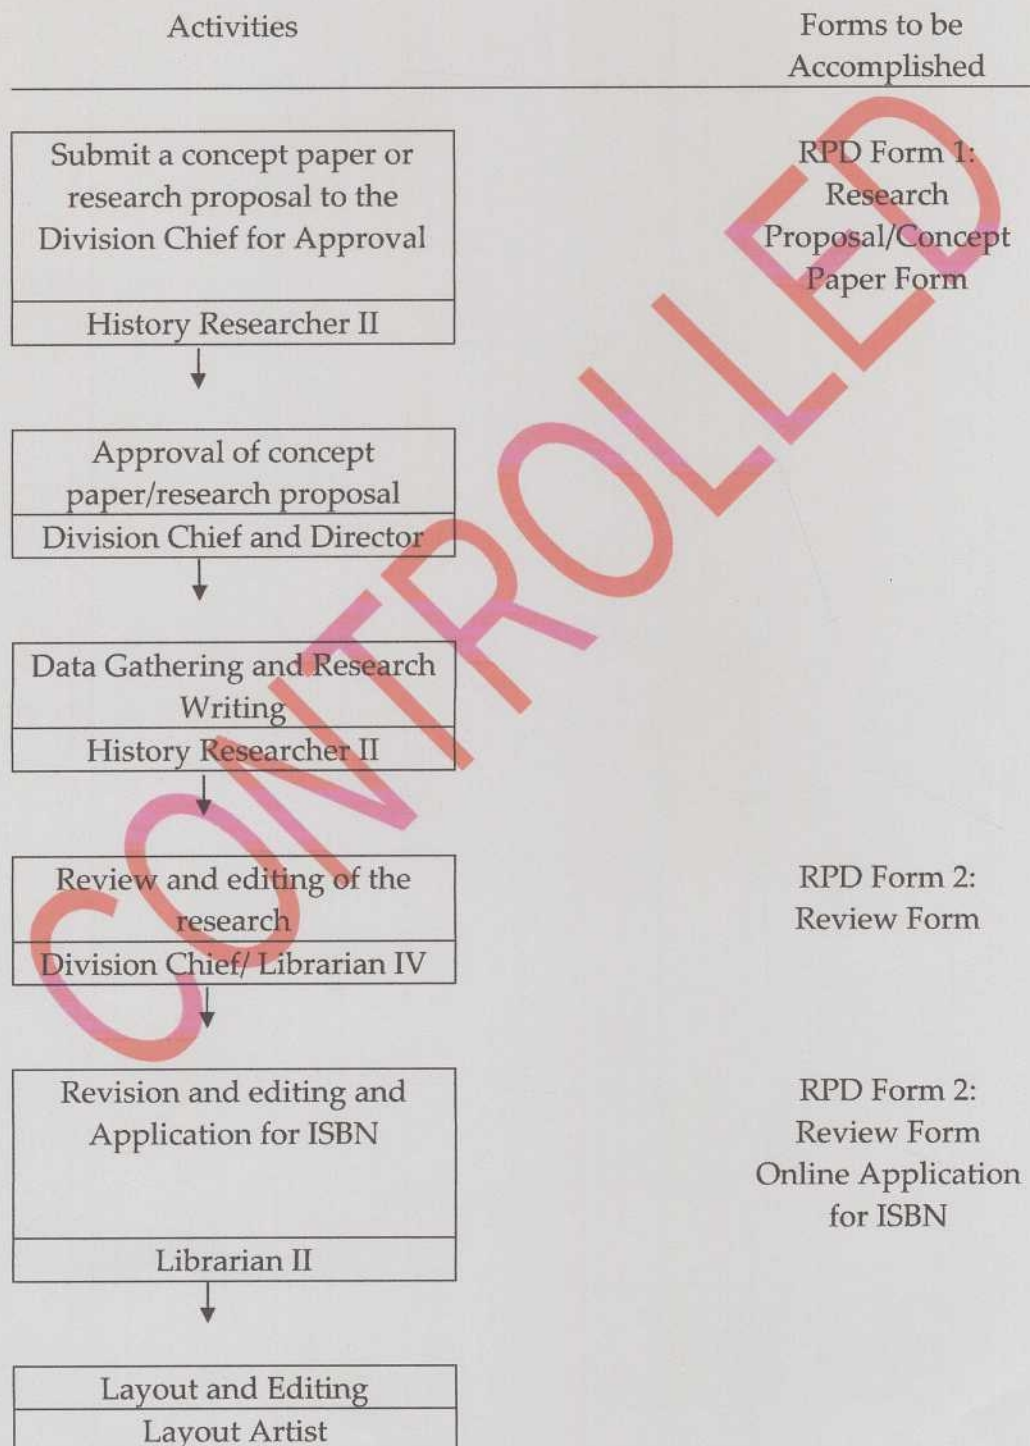 Activities
Forms to be
Accomplished
Submit a concept paper or
research proposal to the
Division Chief for Approval
History Researcher II
RPD Form 1:
Research
Proposal/Concept
Paper Form
Approval of concept
paper/research proposal
Division Chief and Director
Data Gathering and Research
Writing
History Researcher II
Review and editing of the
research
Division Chief/ Librarian IV
RPD Form 2:
Review Form
Revision and editing and
Application for ISBN
Librarian II
RPD Form 2:
Review Form
Online Application
for ISBN
Layout and Editing
Layout Artist
CONTROLLED